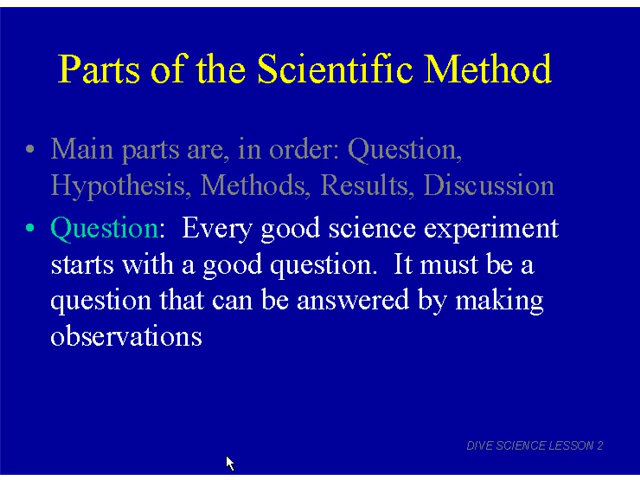 Parts of the Scientific Method
• Main parts are, in order: Question,
Hypothesis, Methods, Results, Discussion
• Question:  Every good science experiment
starts with a good question.  It must be a
question that can be answered by making
observations
DIVE SCIENCE LESSON 2